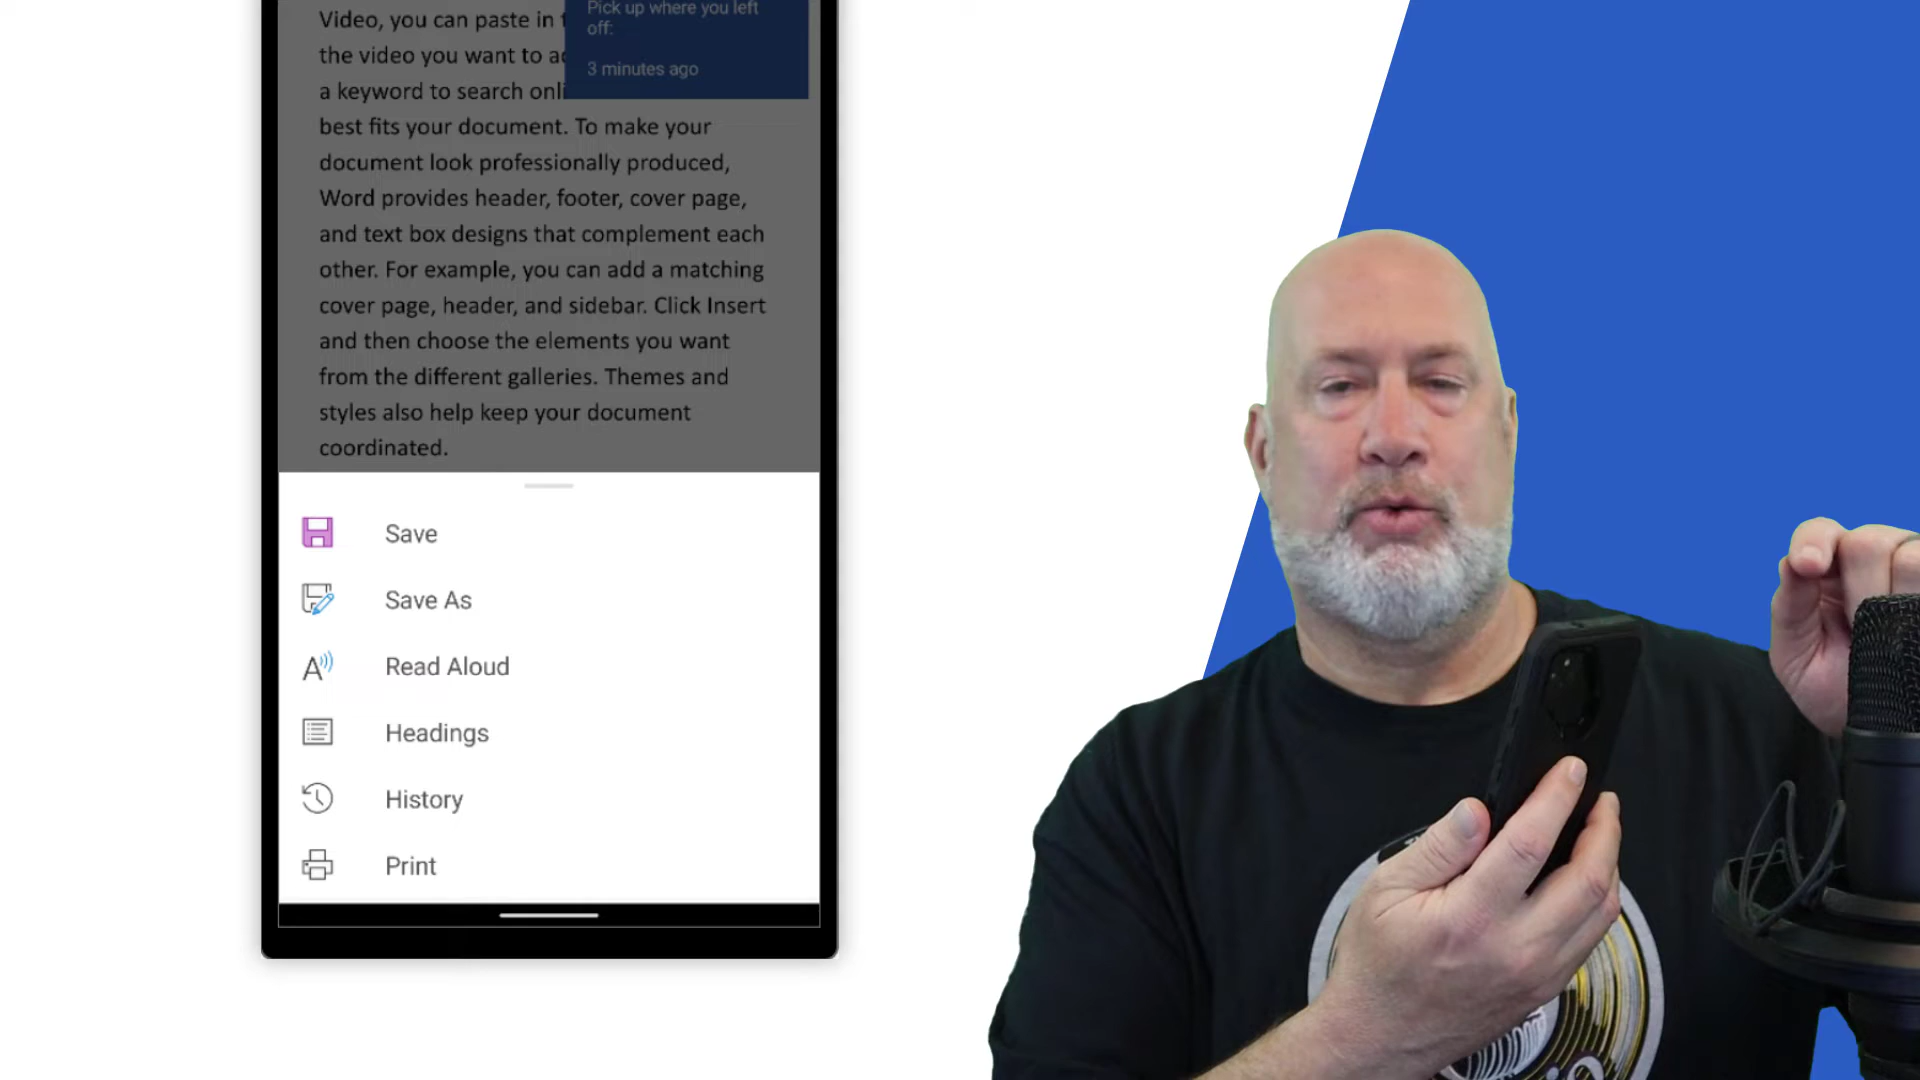 Video, you can paste in
the video you want to
a keyword to search
best fits your document. To make your
document look professionally produced,
Word provides header, footer, cover page,
and text box designs that complement each
other. For example, you can add a matching
cover page, header, and sidebar. Click Insert
and then choose the elements you want
from the different galleries. Themes and
styles also help keep your document
coordinated.
Pick up where you left
off:
3 minutes ago
Save
Save As
Read Aloud
Headings
History
Print